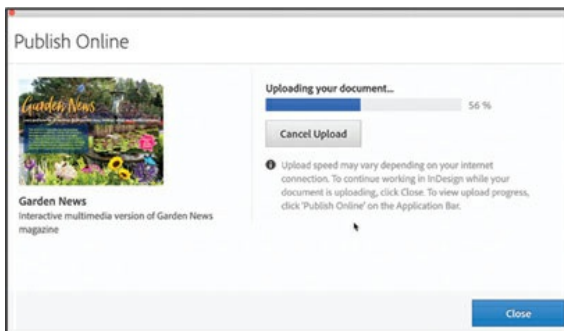 Publish Online
Garden News
Garden News
Interactive multimedia version of Garden News
magazine
Uploading your document...
56 %
Cancel Upload
Upload speed may vary depending on your internet
connection. To continue working in InDesign while your
document is uploading, click Close. To view upload progress,
click 'Publish Online' on the Application Bar.
Close